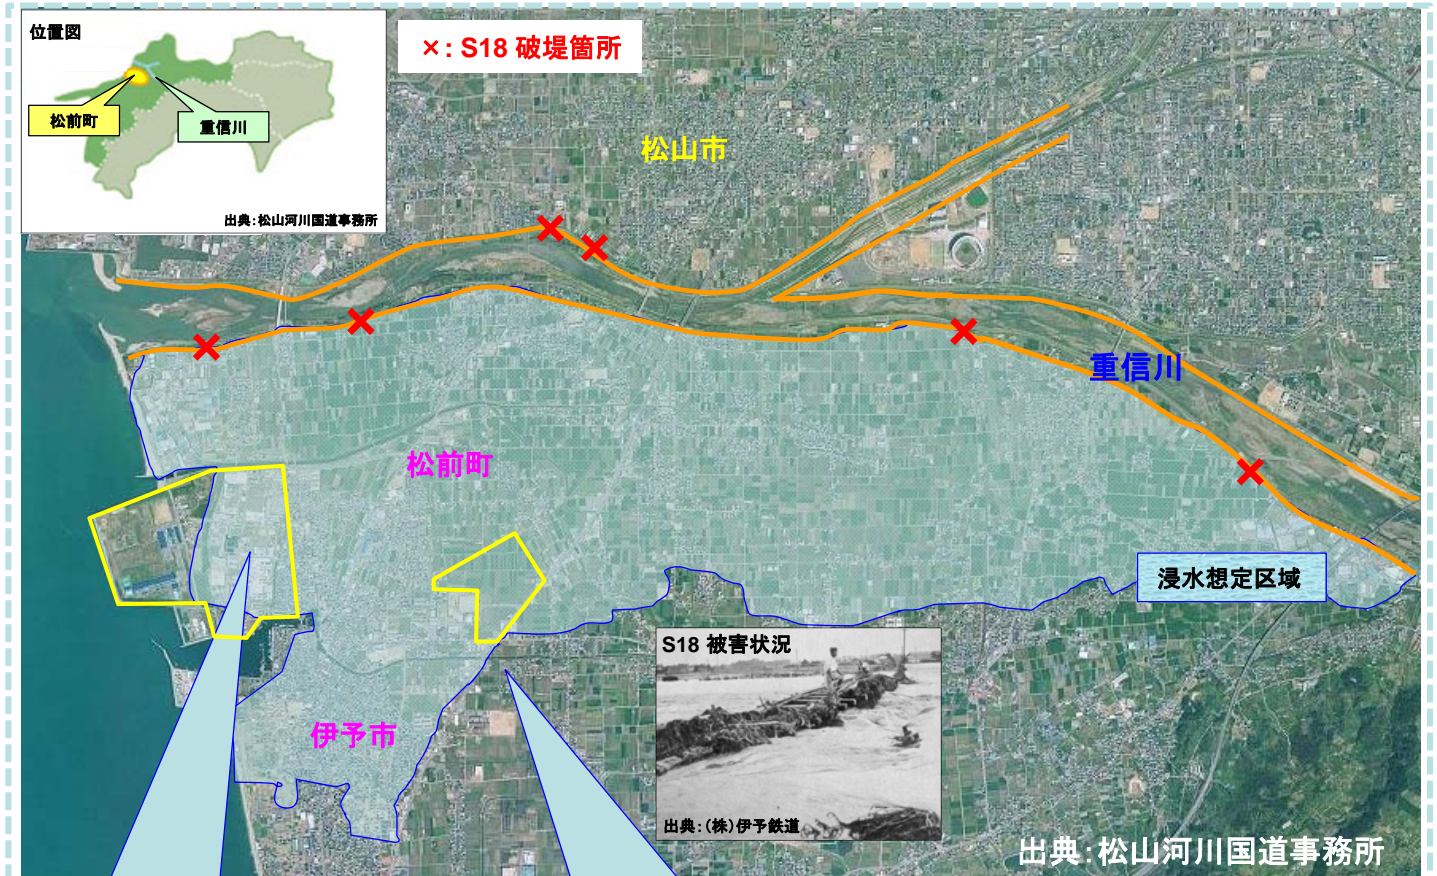 位置図
松前町
重信川
出典：松山河川国道事務所
×：S18 破堤箇所
松山市
重信川
松前町
浸水想定区域
S18 被害状況
出典：(株)伊予鉄道
伊予市
出典：松山河川国道事務所